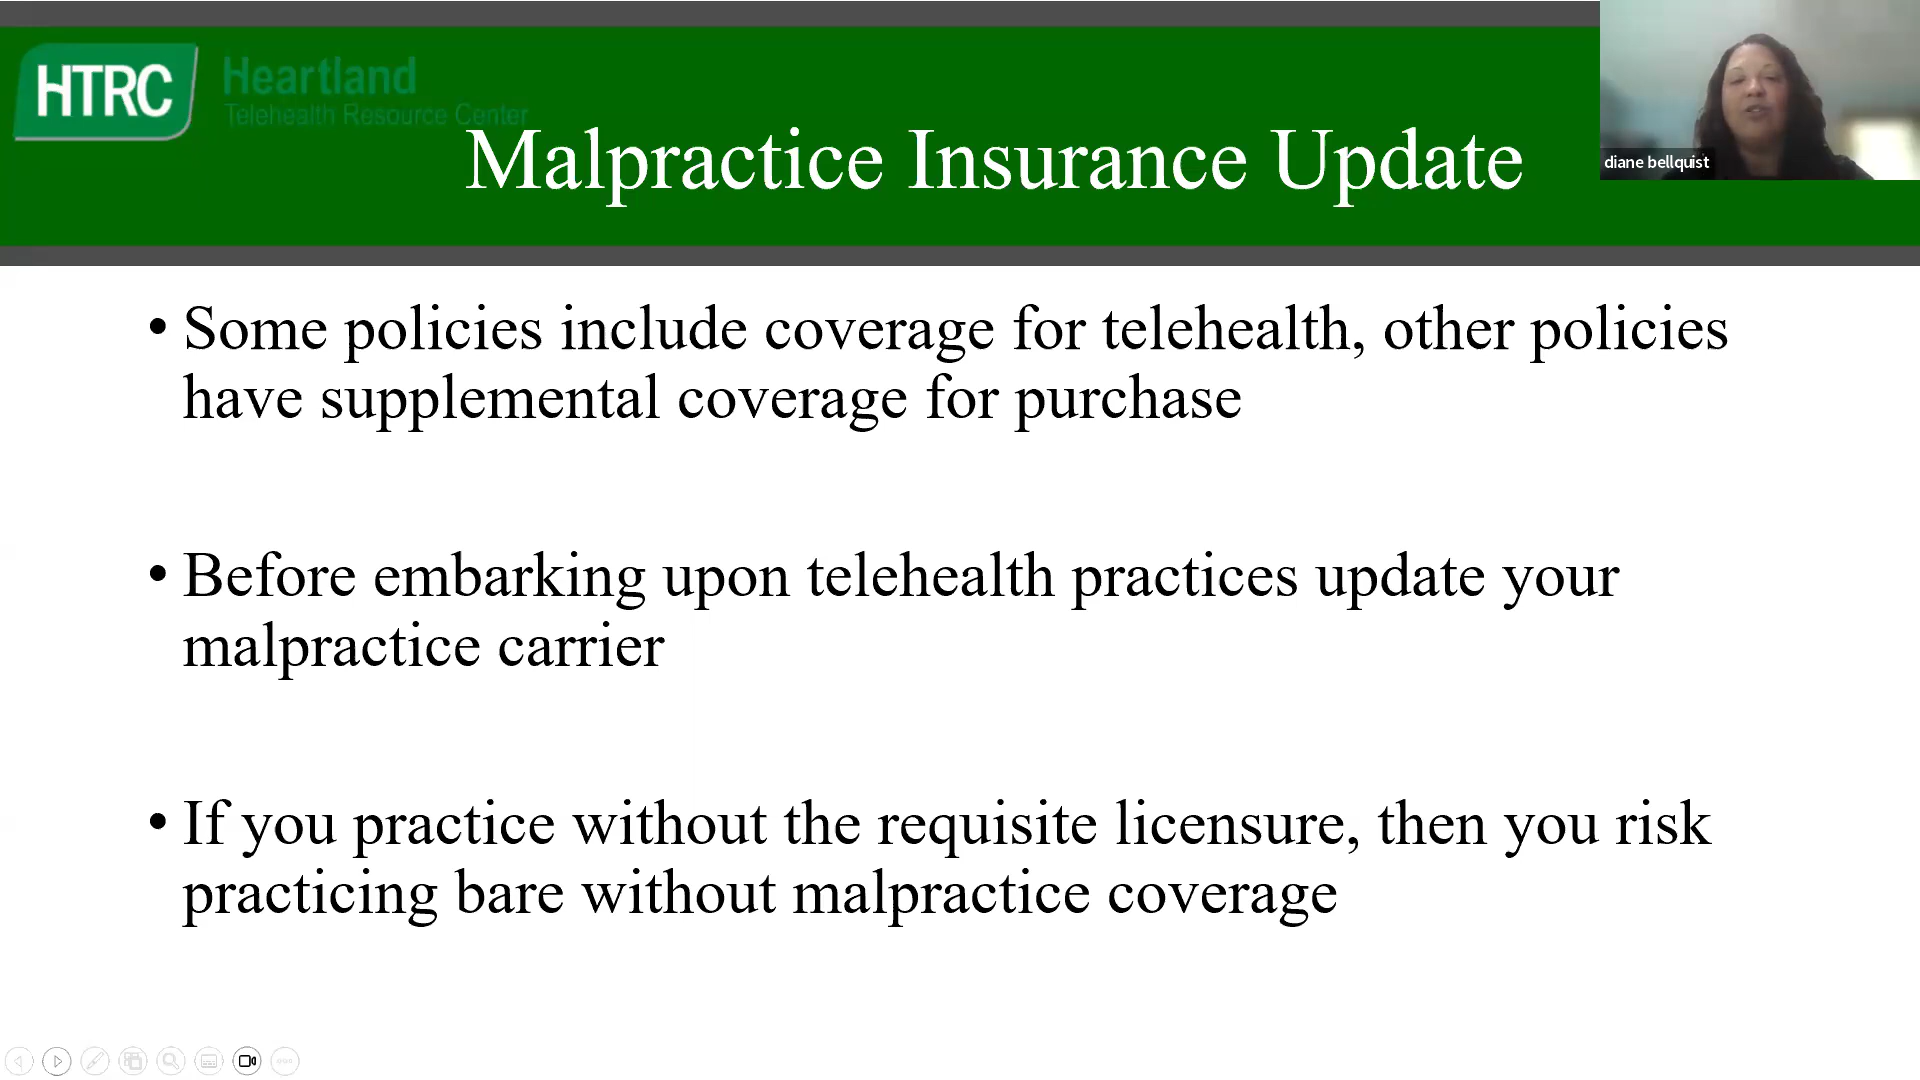 HTRC
Heartland
Telehealth Resource Center
Malpractice Insurance Update
diane bellquist
• Some policies include coverage for telehealth, other policies
have supplemental coverage for purchase
• Before embarking upon telehealth practices update your
malpractice carrier
• If you practice without the requisite licensure, then you risk
practicing bare without malpractice coverage